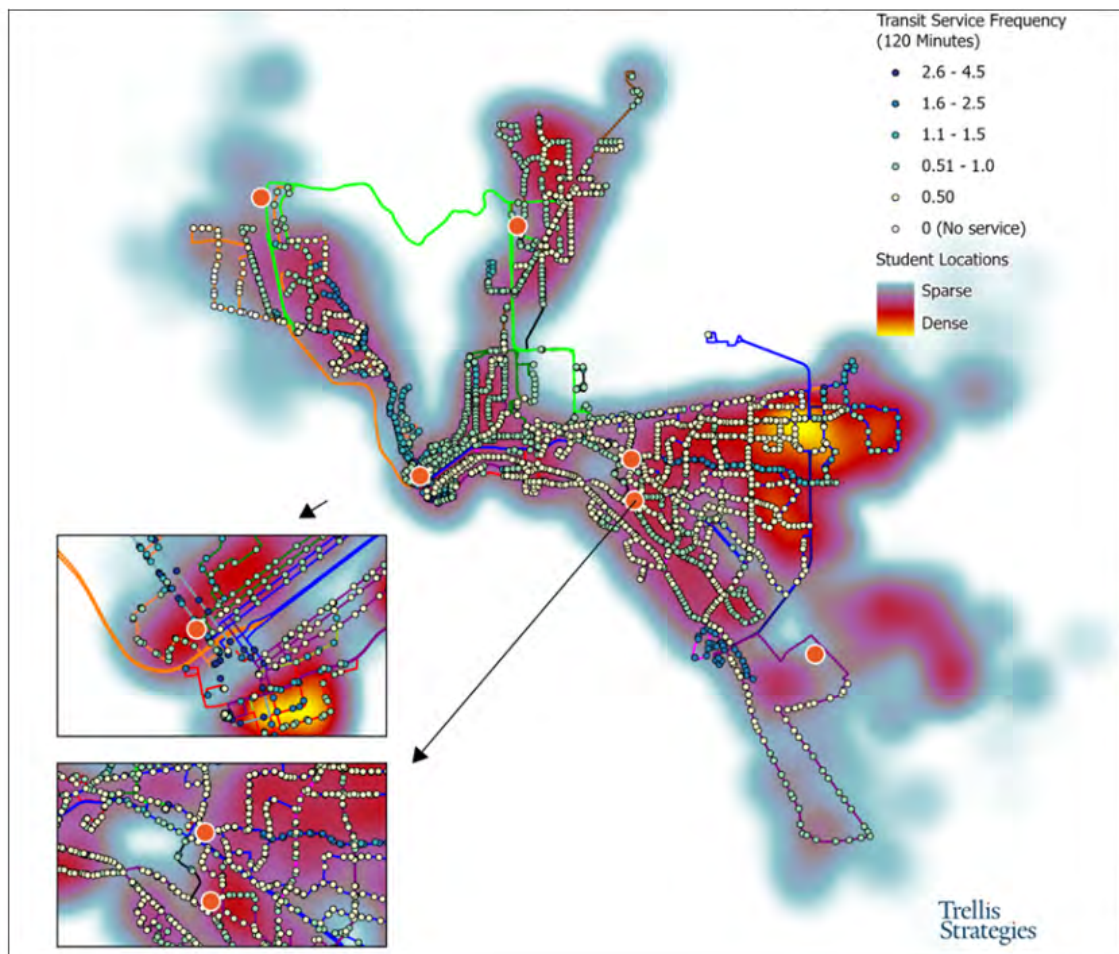 Transit Service Frequency
(120 Minutes)
2.6 - 4.5
1.6 - 2.5
1.1 - 1.5
0.51 - 1.0
0.50
0 (No service)
Student Locations
Sparse
Dense
Trellis
Strategies